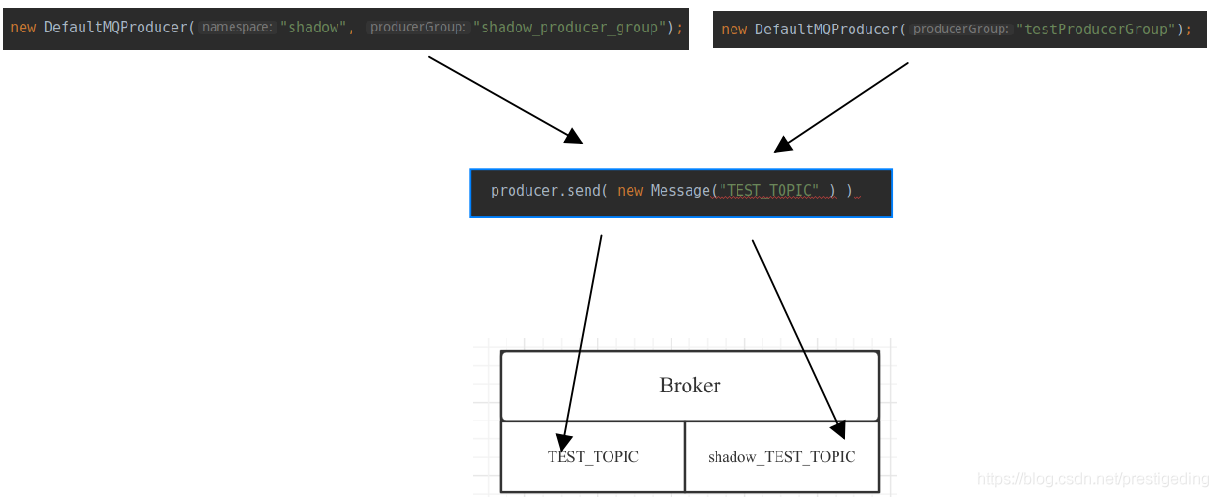 new DefaultMQProducer( namespace: "shadow", producerGroup: "shadow_producer_group");
new DefaultMQProducer( producerGroup: "testProducerGroup");
producer.send( new Message("TEST_TOPIC" ) )
Broker
TEST_TOPIC
shadow_TEST_TOPIC
https://blog.csdn.net/prestigeding